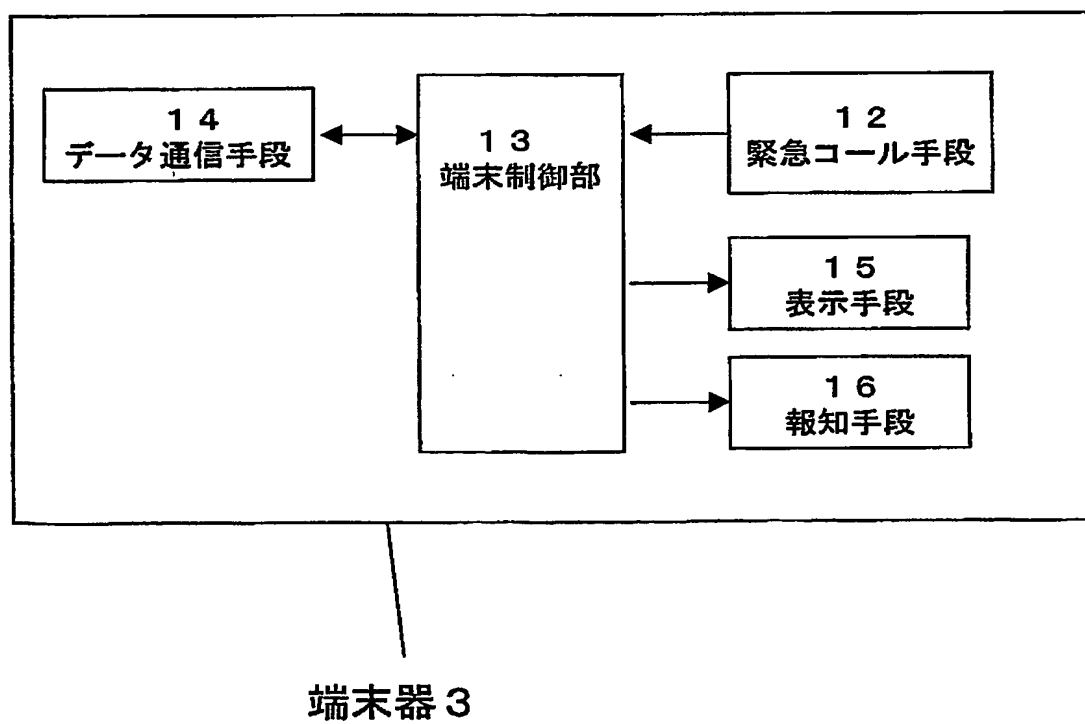 １４
データ通信手段
１３
端末制御部
１２
緊急コール手段
１５
表示手段
１６
報知手段
端末器３